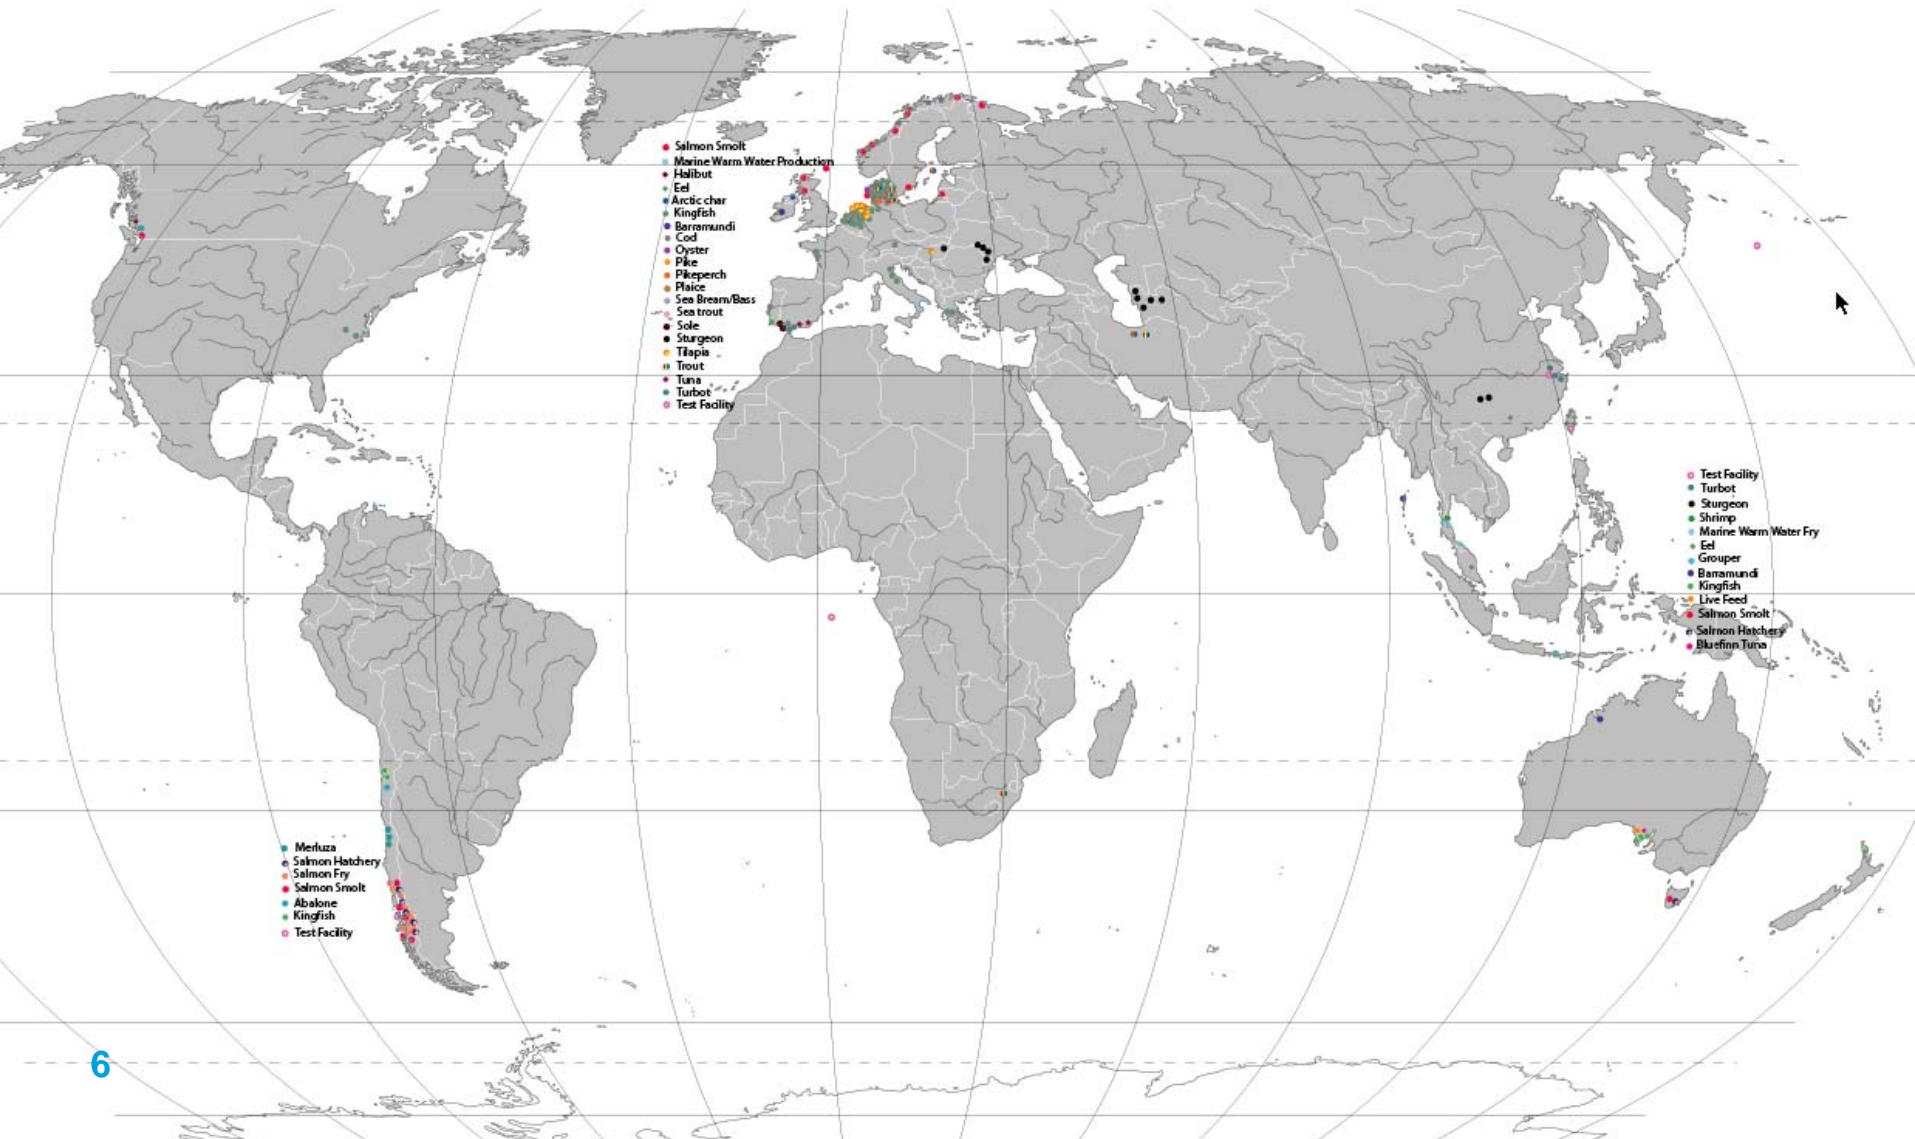 Salmon Smolt
Marine Warm Water Production
Halibut
Eel
Arctic char
Kingfish
Barramundi
Cod
Oyster
Pike
Pikeperch
Plaice
Sea Bream/Bass
Sea trout
Sole
Sturgeon
Tilapia
Trout
Tuna
Turbot
Test Facility
Test Facility
Turbot
Sturgeon
Shrimp
Marine Warm Water Fry
Eel
Grouper
Barramundi
Kingfish
Live Feed
Salmon Smolt
Salmon Hatchery
Bluefinn Tuna
Merluza
Salmon Hatchery
Salmon Fry
Salmon Smolt
Abalone
Kingfish
Test Facility
6